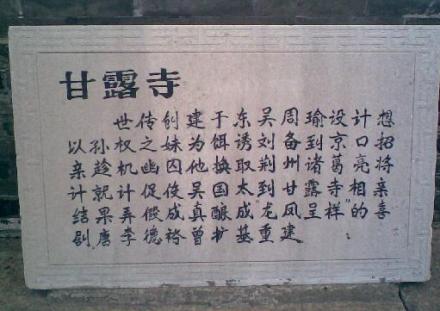 甘露寺
世传创建于东吴周瑜设计想
以孙权之妹为饵诱刘备到京口招
亲趁机幽囚他换取荆州诸葛亮将
计就计促俊吴国太到甘露寺相亲
结果弄假成真酿成"龙凤呈祥"的喜
剧唐李德裕曾扩基重建